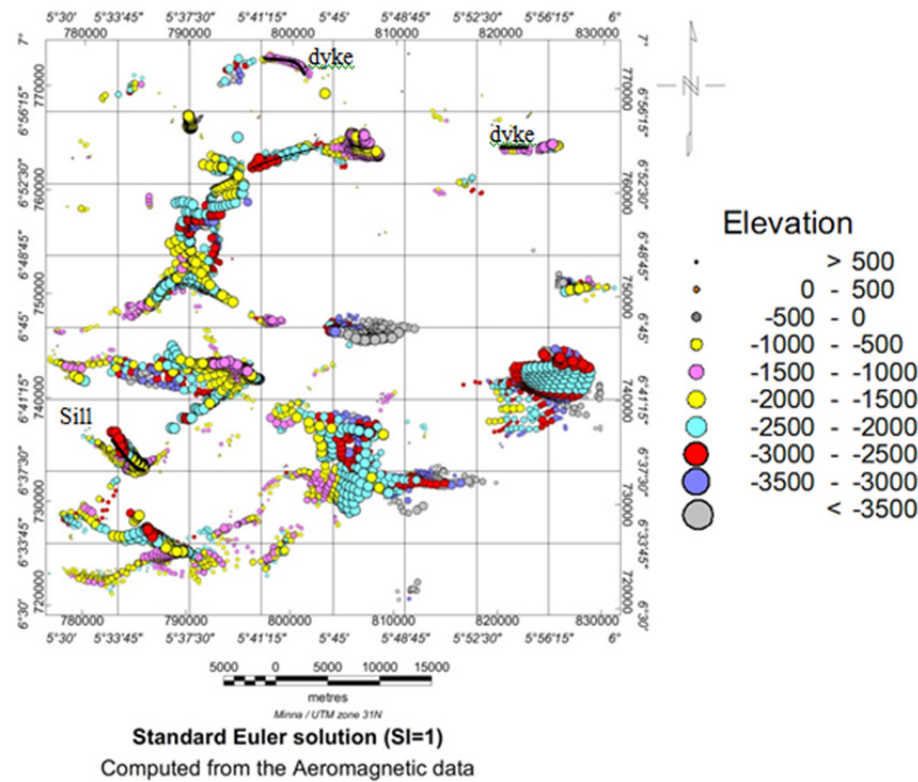 5°30' 5°33'45" 5°37'30" 5°41'15" 5°45' 5°48'45" 5°52'30" 5°56'15" 6°
780000 790000 800000 810000 820000 830000
7° 7°
770000 770000
6°56'15" 6°56'15"
6°52'30" 6°52'30"
760000 760000
6°48'45" 6°48'45"
750000 750000
6°45' 6°45'
6°41'15" 6°41'15"
740000 740000
6°37'30" 6°37'30"
730000 730000
6°33'45" 6°33'45"
720000 720000
6°30' 6°30'
dyke
dyke
Sill
780000 790000 800000 810000 820000 830000
5°30' 5°33'45" 5°37'30" 5°41'15" 5°45' 5°48'45" 5°52'30" 5°56'15" 6°
N
Elevation
> 500
0 - 500
-500 - 0
-1000 - -500
-1500 - -1000
-2000 - -1500
-2500 - -2000
-3000 - -2500
-3500 - -3000
< -3500
5000 0 5000 10000 15000
metres
Minna / UTM zone 31N
Standard Euler solution (SI=1)
Computed from the Aeromagnetic data